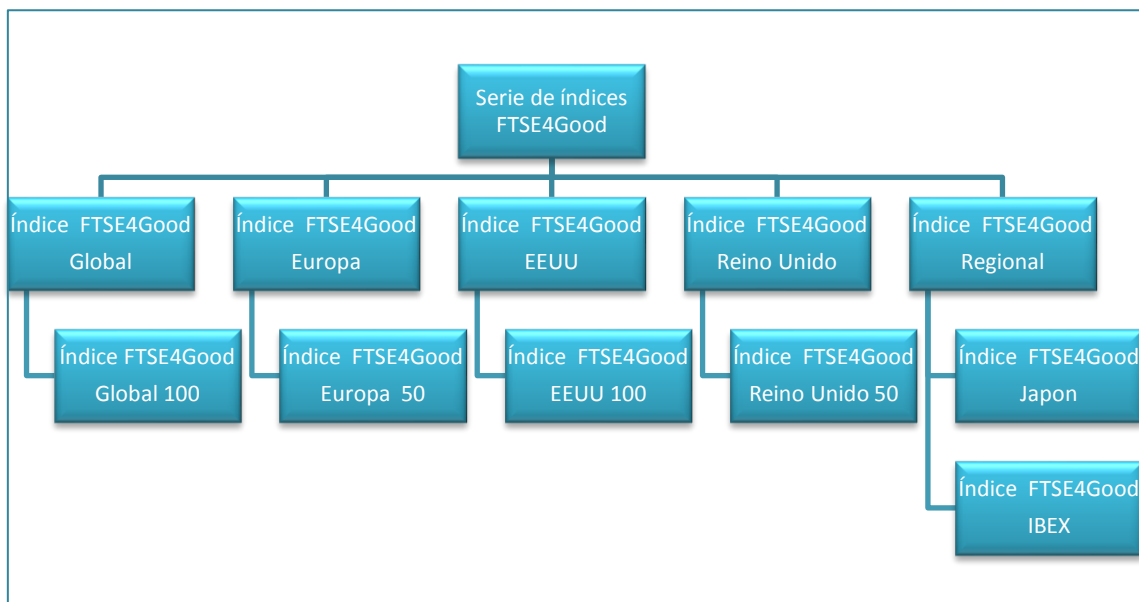 Serie de índices
FTSE4Good
Índice FTSE4Good
Global
Índice FTSE4Good
Europa
Índice FTSE4Good
EEUU
Índice FTSE4Good
Reino Unido
Índice FTSE4Good
Regional
Índice FTSE4Good
Global 100
Índice FTSE4Good
Europa 50
Índice FTSE4Good
EEUU 100
Índice FTSE4Good
Reino Unido 50
Índice FTSE4Good
Japon
Índice FTSE4Good
IBEX